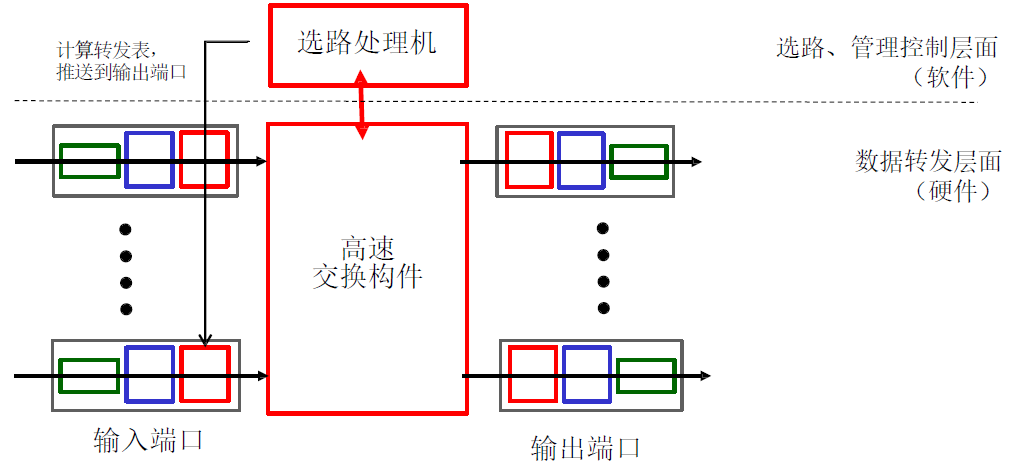 计算转发表,
推送到输出端口
选路处理机
选路、管理控制层面
（软件）
数据转发层面
（硬件）
高速
交换构件
输入端口
输出端口